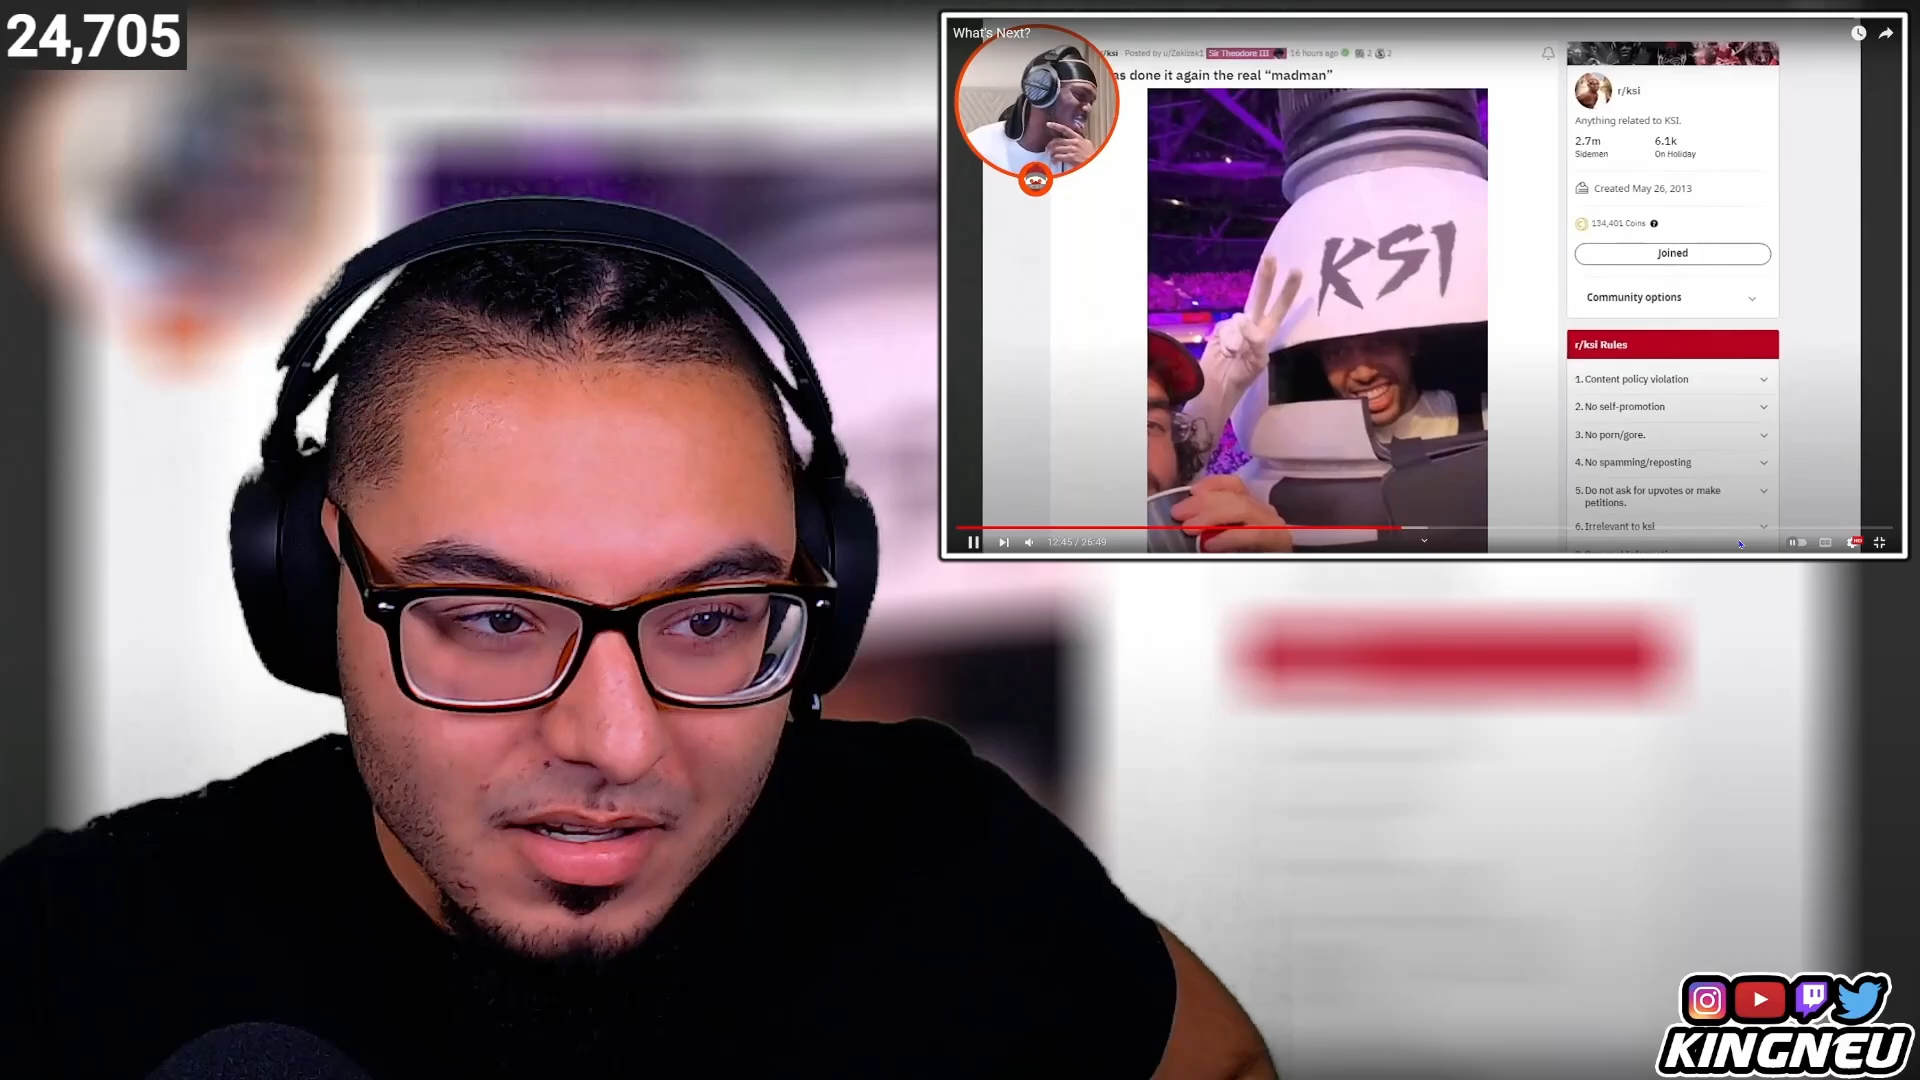 24,705
What's Next?
r/ksi Posted by u/Zakizak1 Sir Theodore III 16 hours ago 2 2
as done it again the real “madman”
KSI
r/ksi
Anything related to KSI.
2.7m 6.1k
Sidemen On Holiday
Created May 26, 2013
134,401 Coins
Joined
Community options
r/ksi Rules
1. Content policy violation
2. No self-promotion
3. No porn/gore.
4. No spamming/reposting
5. Do not ask for upvotes or make
petitions.
6. Irrelevant to ksi
12:45 / 26:49
HD
KINGNEU